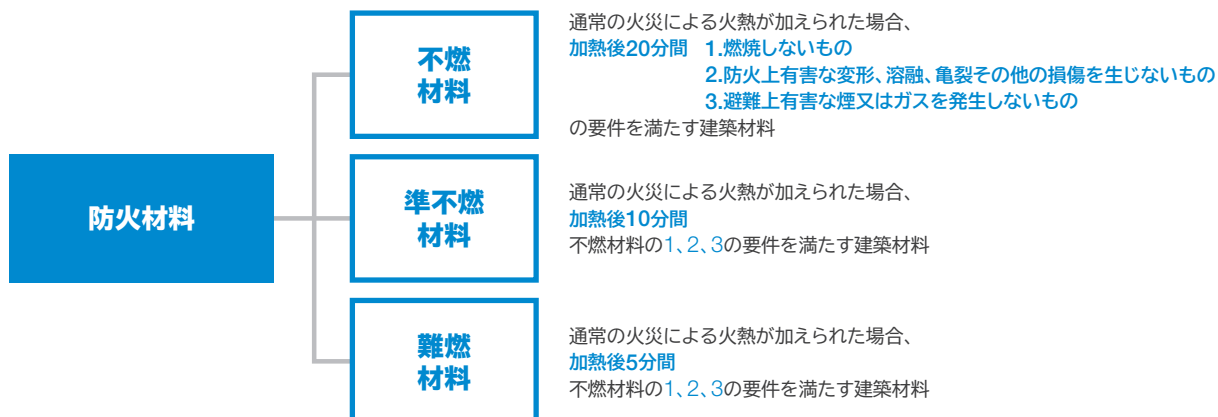 防火材料
不燃
材料
通常の火災による火熱が加えられた場合、
加熱後20分間 1.燃焼しないもの
2.防火上有害な変形、溶融、亀裂その他の損傷を生じないもの
3.避難上有害な煙又はガスを発生しないもの
の要件を満たす建築材料
準不燃
材料
通常の火災による火熱が加えられた場合、
加熱後10分間
不燃材料の1、2、3の要件を満たす建築材料
難燃
材料
通常の火災による火熱が加えられた場合、
加熱後5分間
不燃材料の1、2、3の要件を満たす建築材料